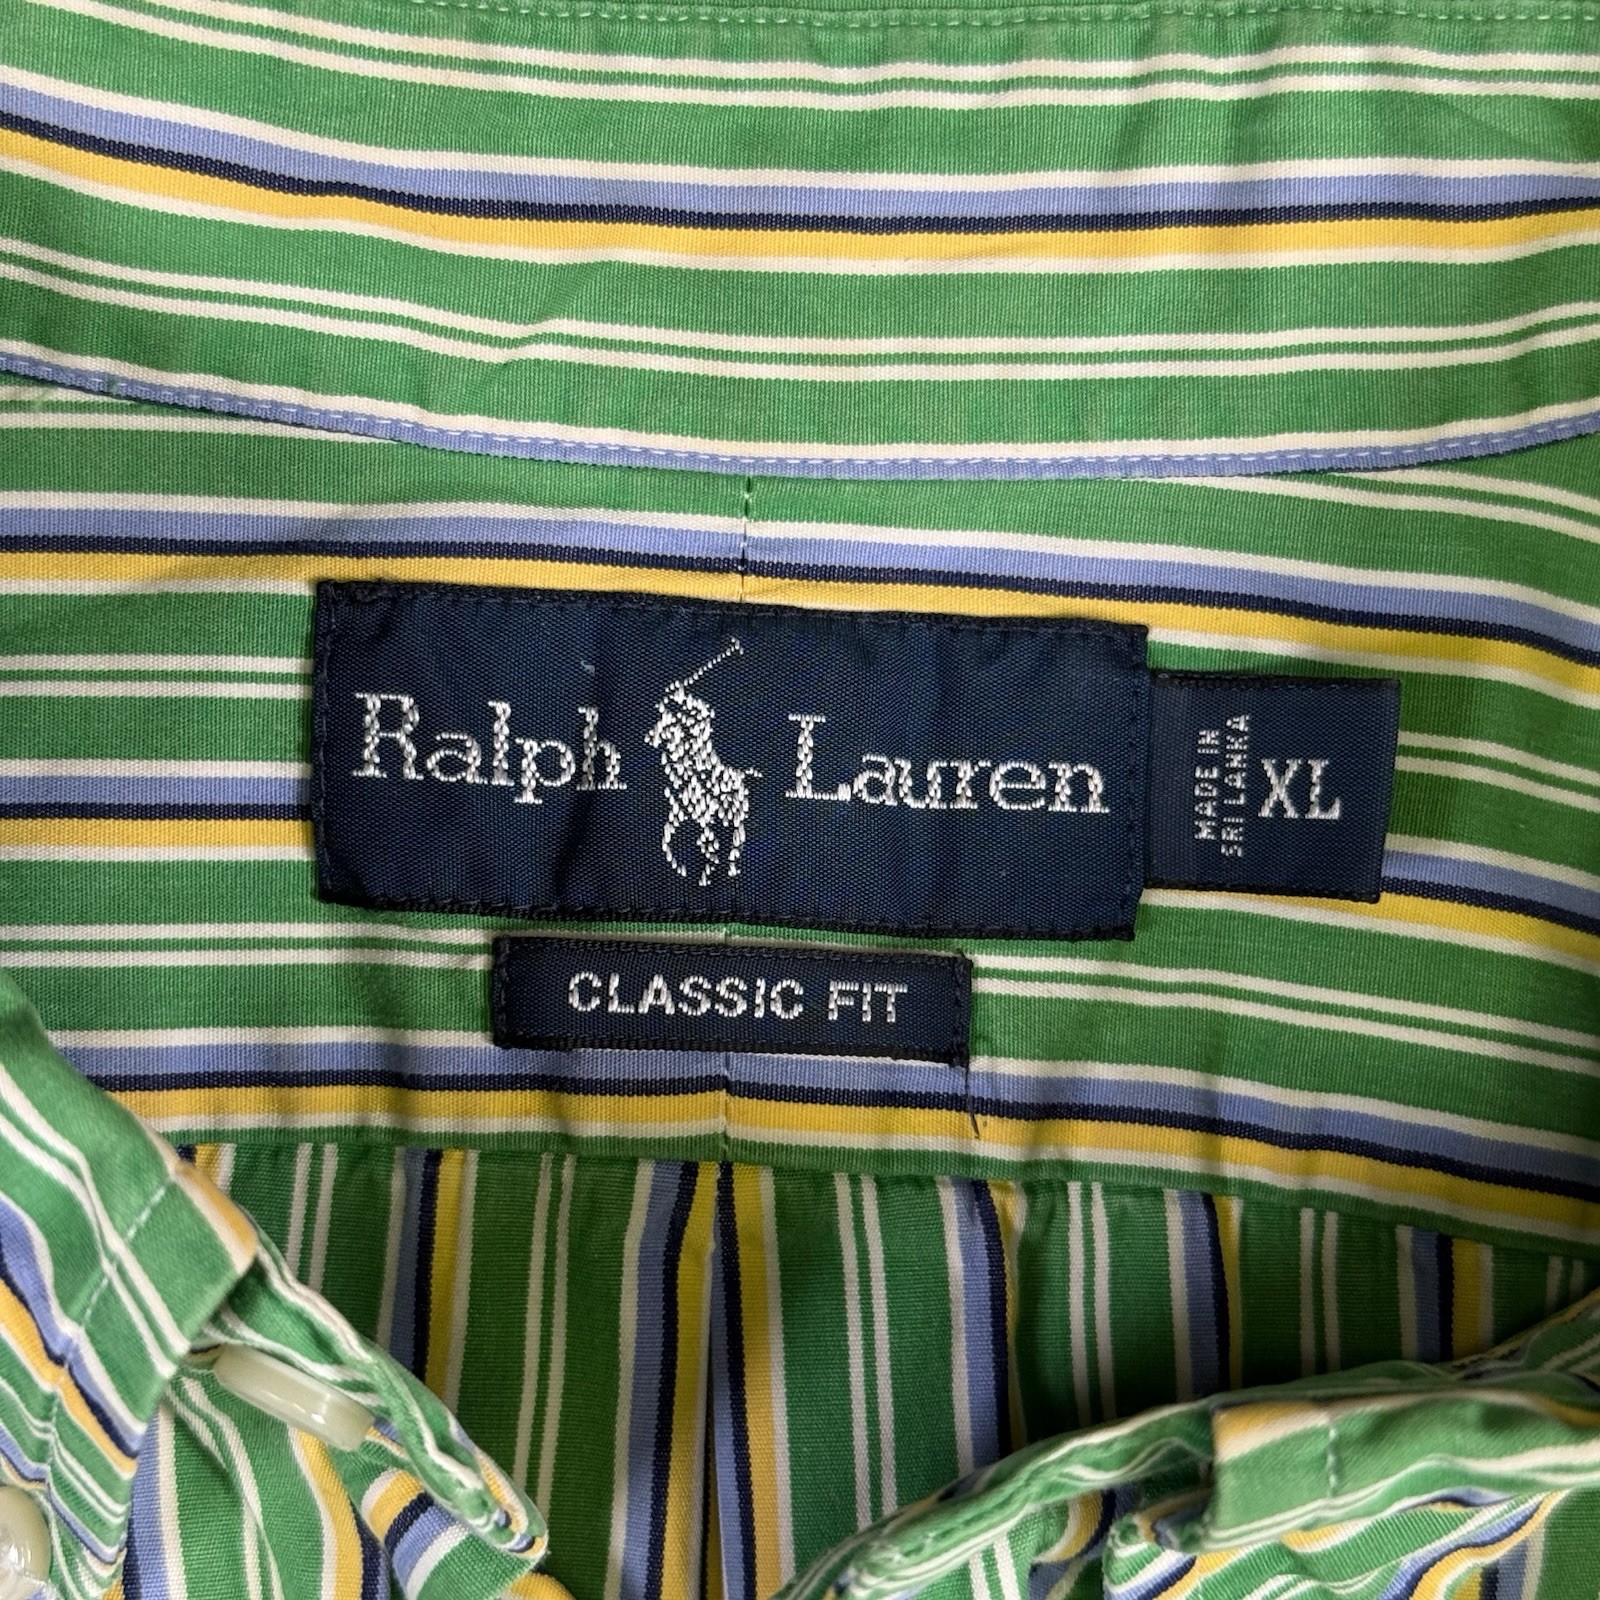 Ralph Lauren
MADE IN
SRI LANKA
XL
CLASSIC FIT